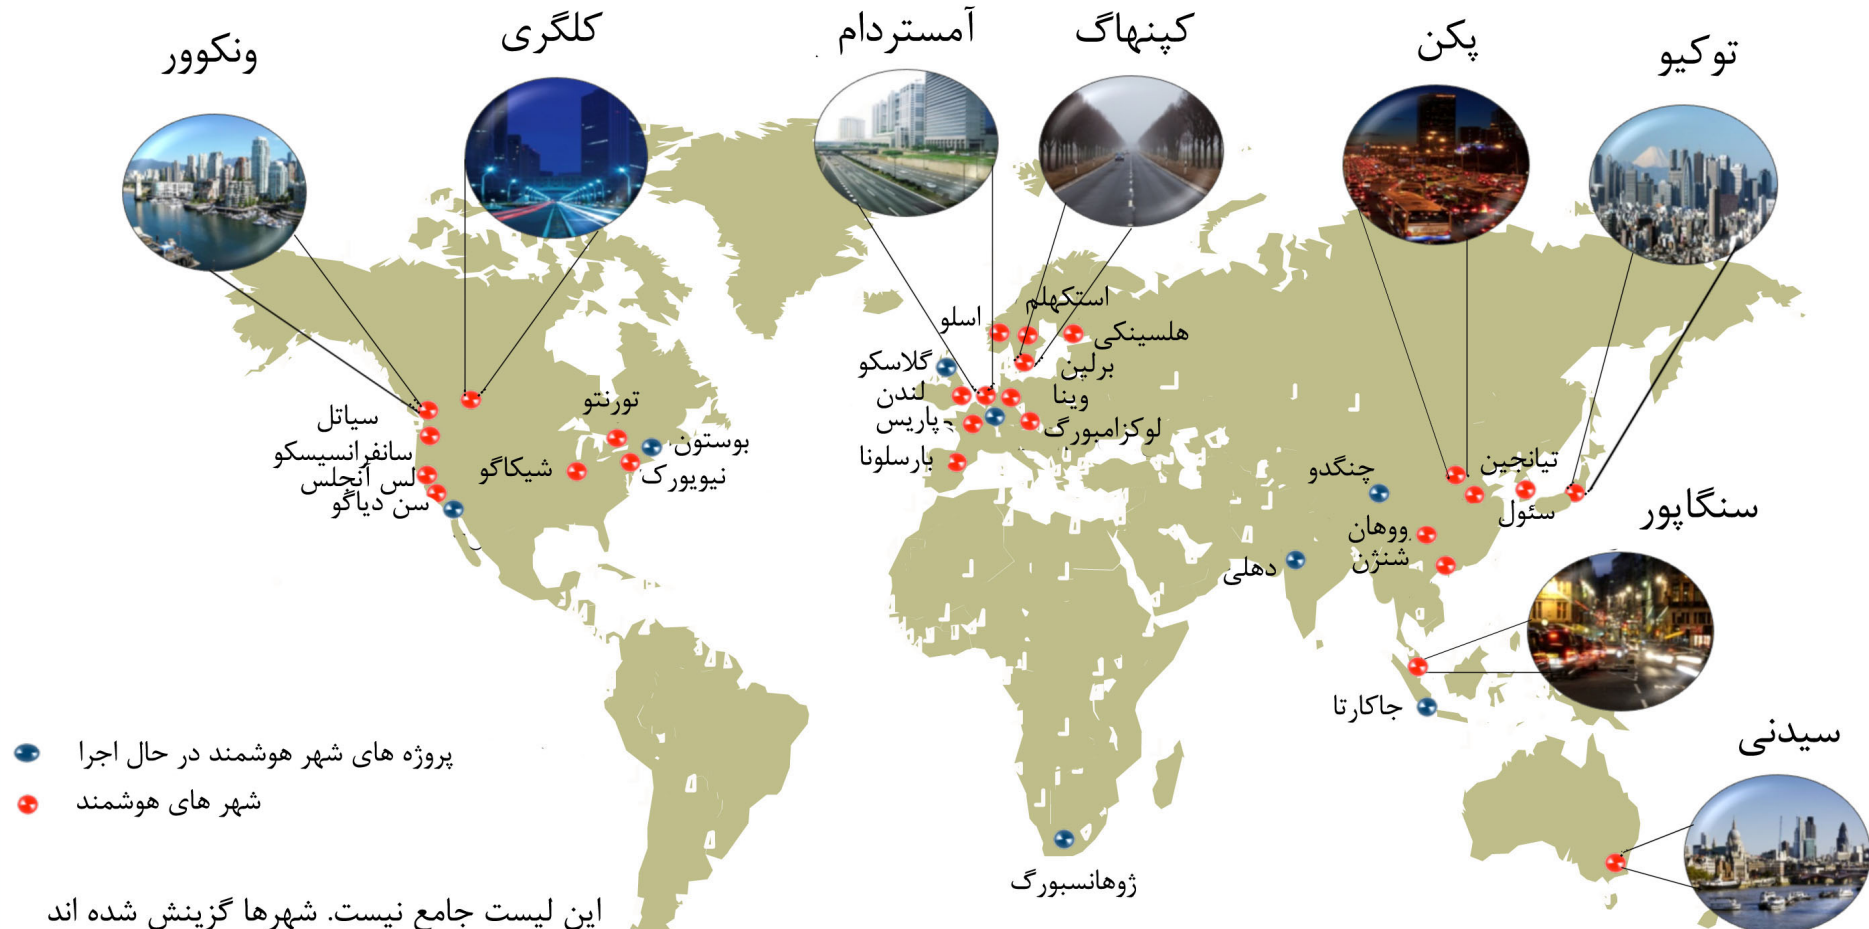 ونکوور
کلگری
آمستردام
کپنهاگ
پکن
توکیو
استکهلم
اسلو
هلسینکی
گلاسکو
برلین
لندن
وینا
پاریس
لوکزامبورگ
بارسلونا
تورنتو
سیاتل
بوستون
سانفرانسیسکو
شیکاگو
نیویورک
لس آنجلس
سن دیاگو
چنگدو
تیانجین
سئول
ووهان
شنژن
دهلی
سنگاپور
جاکارتا
سیدنی
ژوهانسبورگ
پروژه های شهر هوشمند در حال اجرا
شهر های هوشمند
این لیست جامع نیست. شهرها گزینش شده اند